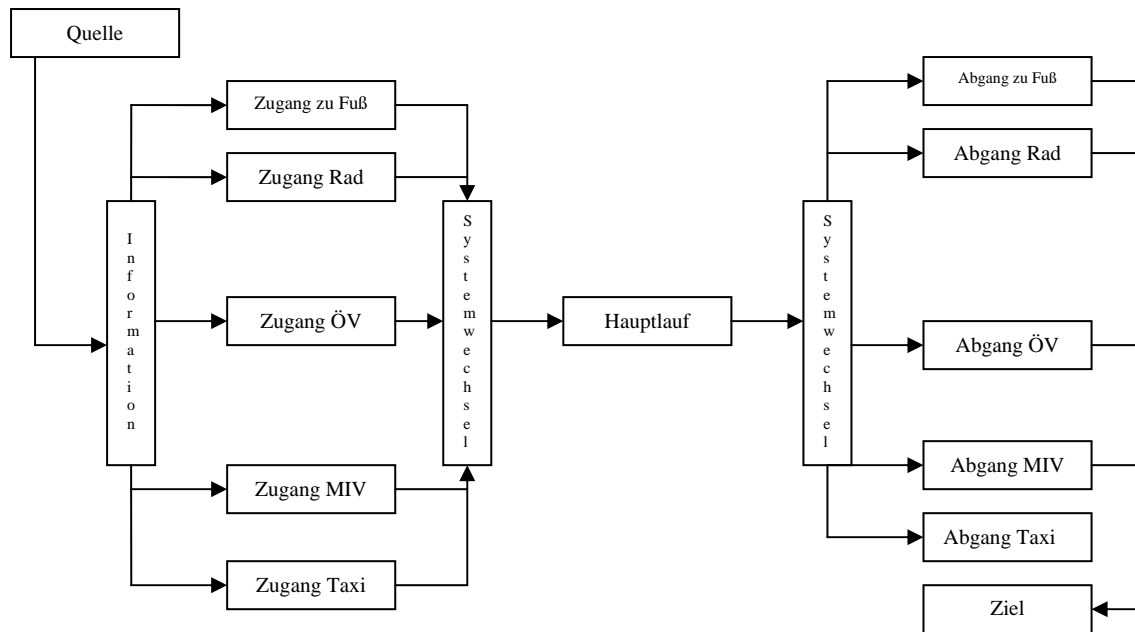 Quelle
Zugang zu Fuß
Zugang Rad
Information
Zugang ÖV
Zugang MIV
Zugang Taxi
Systemwechsel
Hauptlauf
Systemwechsel
Abgang zu Fuß
Abgang Rad
Abgang ÖV
Abgang MIV
Abgang Taxi
Ziel